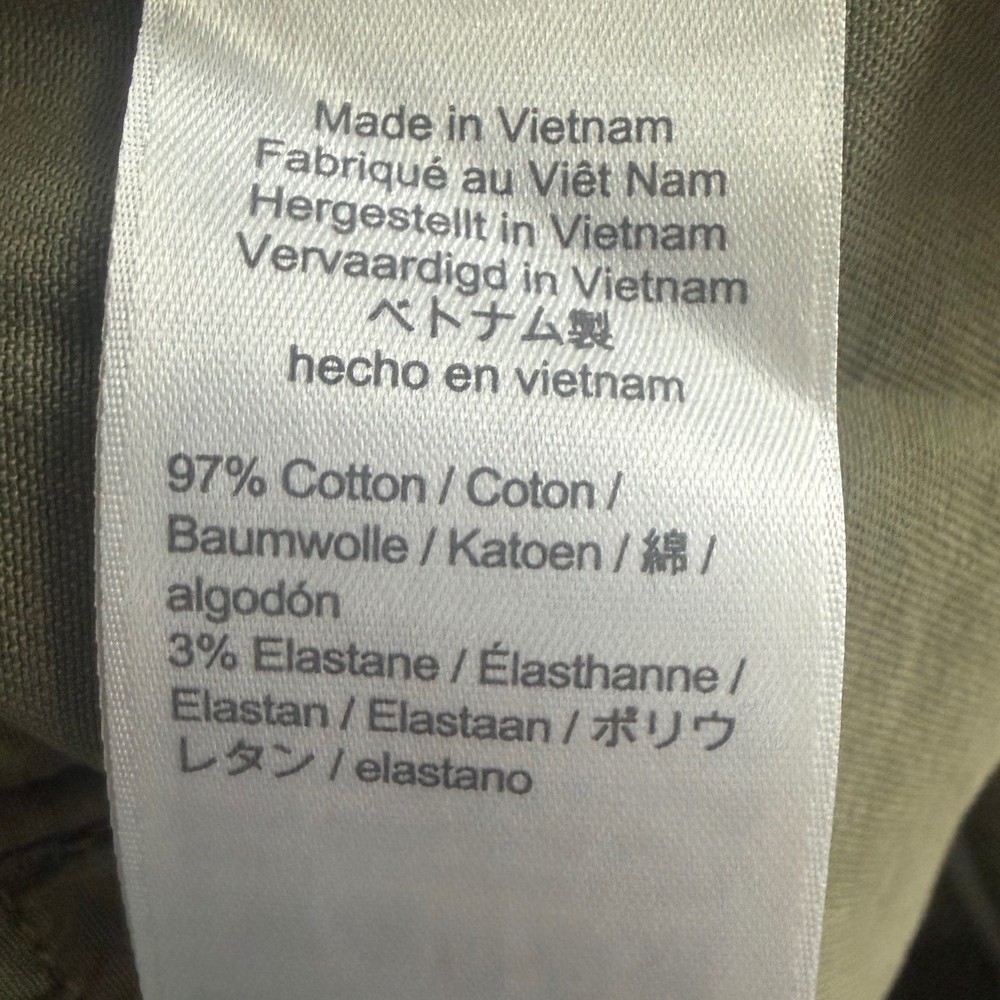 Made in Vietnam
Fabriqué au Viêt Nam
Hergestellt in Vietnam
Vervaardigd in Vietnam
ベトナム製
hecho en vietnam
97% Cotton / Coton /
Baumwolle / Katoen / 綿 /
algodón
3% Elastane / Élasthanne /
Elastan / Elastaan / ポリウ
レタン / elastano